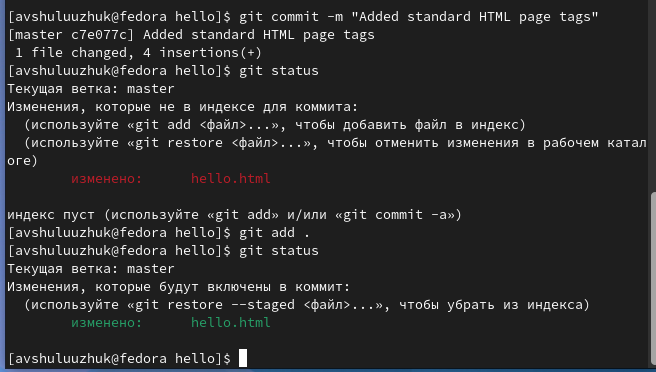 [avshuluuzhuk@fedora hello]$ git commit -m "Added standard HTML page tags"
[master c7e077c] Added standard HTML page tags
 1 file changed, 4 insertions(+)
[avshuluuzhuk@fedora hello]$ git status
Текущая ветка: master
Изменения, которые не в индексе для коммита:
  (используйте «git add <файл>...», чтобы добавить файл в индекс)
  (используйте «git restore <файл>...», чтобы отменить изменения в рабочем катал
оге)
        изменено:      hello.html
индекс пуст (используйте «git add» и/или «git commit -a»)
[avshuluuzhuk@fedora hello]$ git add .
[avshuluuzhuk@fedora hello]$ git status
Текущая ветка: master
Изменения, которые будут включены в коммит:
  (используйте «git restore --staged <файл>...», чтобы убрать из индекса)
        изменено:      hello.html
[avshuluuzhuk@fedora hello]$